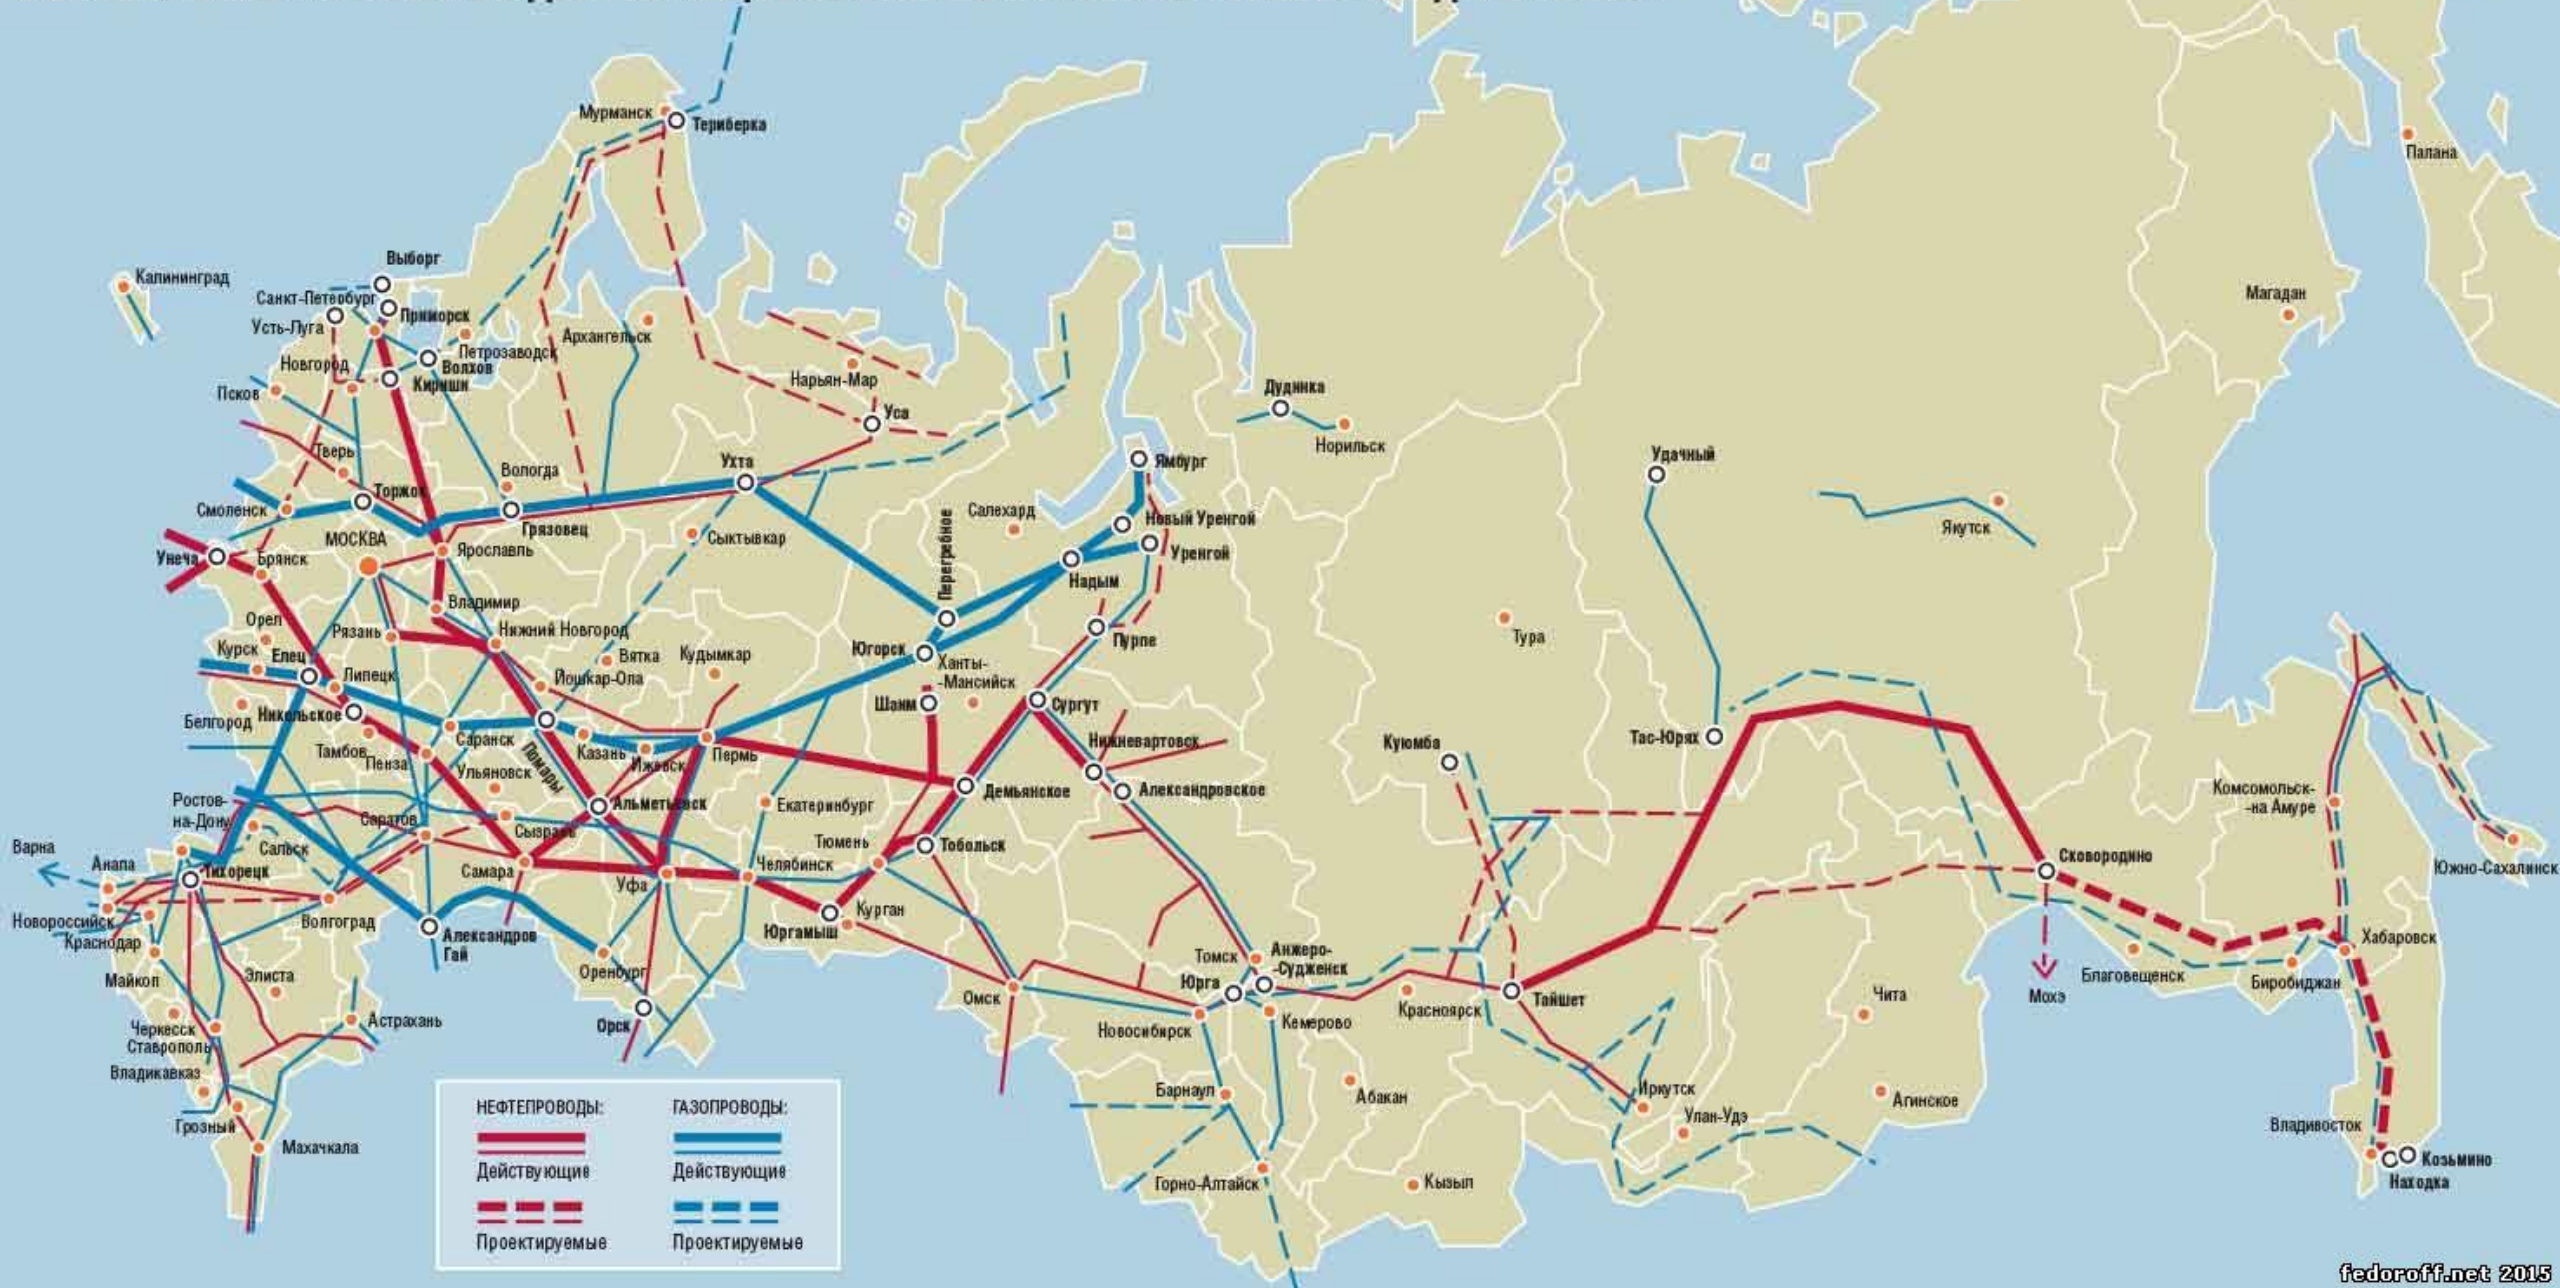 Мурманск
Териберка
Палана
Выборг
Калининград
Санкт-Петербург
Приморск
Усть-Луга
Архангельск
Магадан
Петрозаводск
Новгород
Волхов
Кириши
Псков
Нарьян-Мар
Уса
Дудинка
Норильск
Тверь
Вологда
Ухта
Ямбург
Удачный
Торжок
Смоленск
Грязовец
Салехард
Новый Уренгой
Якутск
МОСКВА
Ярославль
Сыктывкар
Перегребное
Уренгой
Унеча
Брянск
Надым
Владимир
Орел
Рязань
Нижний Новгород
Пурпе
Тура
Курск
Елец
Вятка
Кудымкар
Югорск
Ханты-
-Мансийск
Липецк
Йошкар-Ола
Белгород
Никольское
Шаим
Сургут
Тамбов
Саранск
Казань
Ижевск
Пермь
Нижневартовск
Куюмба
Тас-Юрях
Пенза
Помары
Ульяновск
Демьянское
Александровское
Комсомольск-
-на Амуре
Ростов-
на-Дону
Саратов
Сызрань
Альметьевск
Екатеринбург
Варна
Анапа
Сальск
Тюмень
Тобольск
Сковородино
Южно-Сахалинск
Тихорецк
Самара
Уфа
Челябинск
Новороссийск
Волгоград
Курган
Юргамыш
Краснодар
Александров
Гай
Хабаровск
Майкоп
Элиста
Оренбург
Томск
Анжеро-
-Судженск
Благовещенск
Биробиджан
Юрга
Омск
Красноярск
Тайшет
Чита
Мохэ
Черкесск
Ставрополь
Астрахань
Орск
Новосибирск
Кемерово
Владикавказ
Барнаул
Абакан
Иркутск
Улан-Удэ
Агинское
Грозный
Махачкала
Владивосток
Козьмино
Находка
Горно-Алтайск
Кызыл
НЕФТЕПРОВОДЫ:
ГАЗОПРОВОДЫ:
Действующие
Действующие
Проектируемые
Проектируемые
fedoroff.net 2015